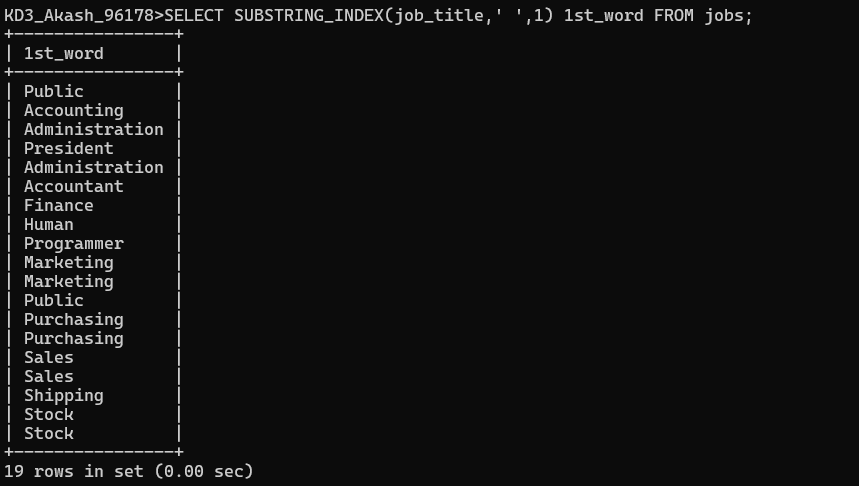 KD3_Akash_96178>SELECT SUBSTRING_INDEX(job_title,' ',1) 1st_word FROM jobs;
+----------------+
| 1st_word       |
+----------------+
| Public         |
| Accounting     |
| Administration |
| President      |
| Administration |
| Accountant     |
| Finance        |
| Human          |
| Programmer     |
| Marketing      |
| Marketing      |
| Public         |
| Purchasing     |
| Purchasing     |
| Sales          |
| Sales          |
| Shipping       |
| Stock          |
| Stock          |
+----------------+
19 rows in set (0.00 sec)